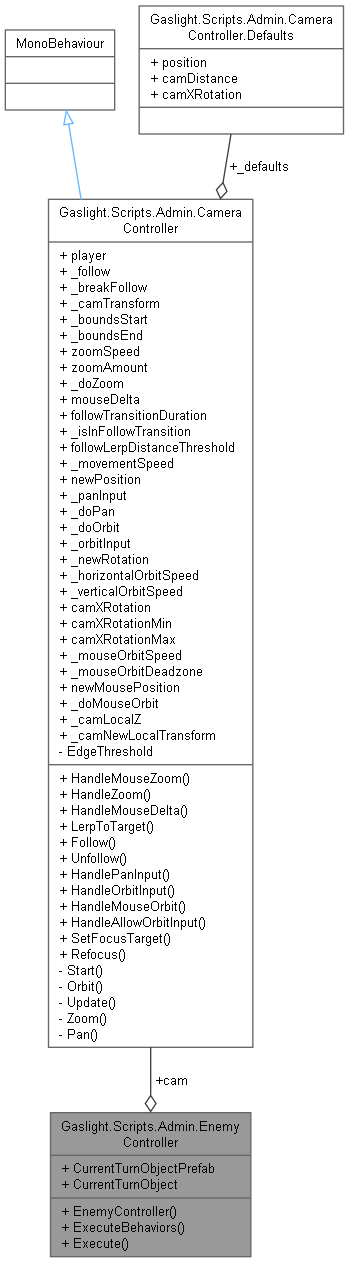 MonoBehaviour
Gaslight.Scripts.Admin.Camera
Controller.Defaults
+ position
+ camDistance
+ camXRotation
+_defaults
Gaslight.Scripts.Admin.Camera
Controller
+ player
+ _follow
+ _breakFollow
+ _camTransform
+ _boundsStart
+ _boundsEnd
+ zoomSpeed
+ zoomAmount
+ _doZoom
+ mouseDelta
+ followTransitionDuration
+ _isInFollowTransition
+ followLerpDistanceThreshold
+ _movementSpeed
+ newPosition
+ _panInput
+ _doPan
+ _doOrbit
+ _orbitInput
+ _newRotation
+ _horizontalOrbitSpeed
+ _verticalOrbitSpeed
+ camXRotation
+ camXRotationMin
+ camXRotationMax
+ _mouseOrbitSpeed
+ _mouseOrbitDeadzone
+ newMousePosition
+ _doMouseOrbit
+ _camLocalZ
+ _camNewLocalTransform
- EdgeThreshold
+ HandleMouseZoom()
+ HandleZoom()
+ HandleMouseDelta()
+ LerpToTarget()
+ Follow()
+ Unfollow()
+ HandlePanInput()
+ HandleOrbitInput()
+ HandleMouseOrbit()
+ HandleAllowOrbitInput()
+ SetFocusTarget()
+ Refocus()
- Start()
- Orbit()
- Update()
- Zoom()
- Pan()
+cam
Gaslight.Scripts.Admin.Enemy
Controller
+ CurrentTurnObjectPrefab
+ CurrentTurnObject
+ EnemyController()
+ ExecuteBehaviors()
+ Execute()